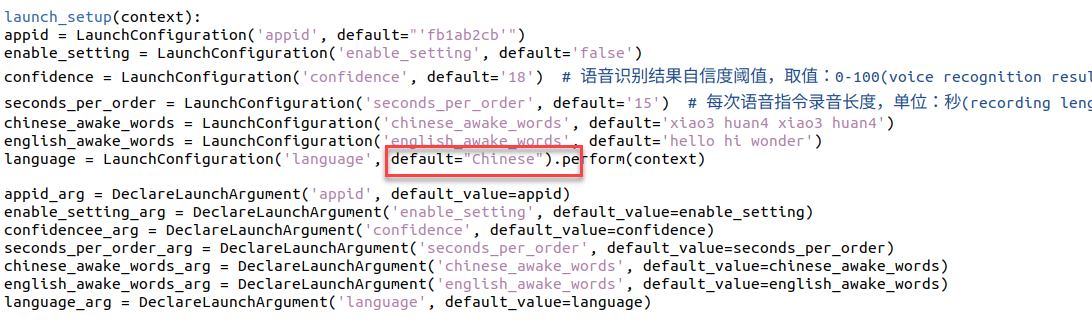 launch_setup(context):
appid = LaunchConfiguration('appid', default="'fb1ab2cb'")
enable_setting = LaunchConfiguration('enable_setting', default='false')
confidence = LaunchConfiguration('confidence', default='18')  # 语音识别结果自信度阈值，取值：0-100(voice recognition resul
seconds_per_order = LaunchConfiguration('seconds_per_order', default='15')  # 每次语音指令录音长度，单位：秒(recording leng
chinese_awake_words = LaunchConfiguration('chinese_awake_words', default='xiao3 huan4 xiao3 huan4')
english_awake_words = LaunchConfiguration('english_awake_words', default='hello hi wonder')
language = LaunchConfiguration('language', default="Chinese").perform(context)
appid_arg = DeclareLaunchArgument('appid', default_value=appid)
enable_setting_arg = DeclareLaunchArgument('enable_setting', default_value=enable_setting)
confidencee_arg = DeclareLaunchArgument('confidence', default_value=confidence)
seconds_per_order_arg = DeclareLaunchArgument('seconds_per_order', default_value=seconds_per_order)
chinese_awake_words_arg = DeclareLaunchArgument('chinese_awake_words', default_value=chinese_awake_words)
english_awake_words_arg = DeclareLaunchArgument('english_awake_words', default_value=english_awake_words)
language_arg = DeclareLaunchArgument('language', default_value=language)